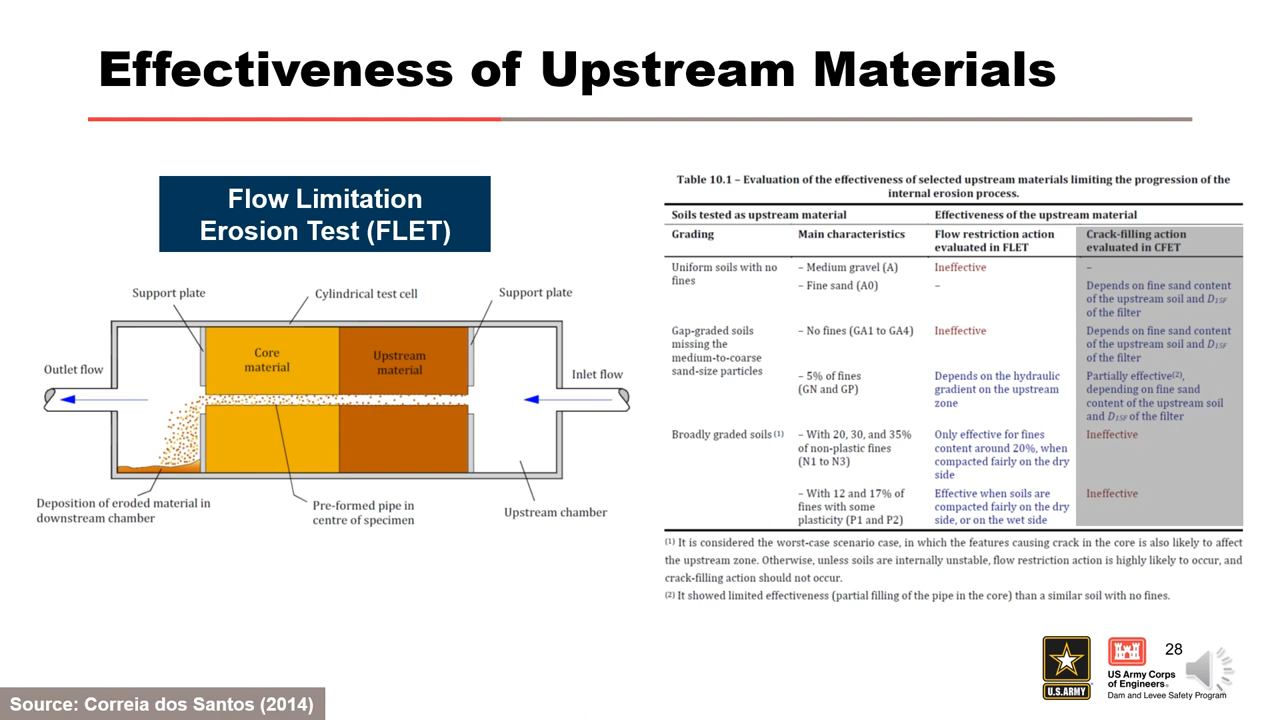 Effectiveness of Upstream Materials
Flow Limitation
Erosion Test (FLET)
Support plate
Cylindrical test cell
Support plate
Core
material
Upstream
material
Outlet flow
Inlet flow
Deposition of eroded material in
downstream chamber
Pre-formed pipe in
centre of specimen
Upstream chamber
Table 10.1 – Evaluation of the effectiveness of selected upstream materials limiting the progression of the
internal erosion process.
Soils tested as upstream material
Effectiveness of the upstream material
Grading
Main characteristics
Flow restriction action
evaluated in FLET
Crack-filling action
evaluated in CFET
Uniform soils with no
fines
– Medium gravel (A)
Ineffective
–
– Fine sand (A0)
–
Depends on fine sand content
of the upstream soil and D15F
of the filter
Gap-graded soils
missing the
medium-to-coarse
sand-size particles
– No fines (GA1 to GA4)
Ineffective
Depends on fine sand content
of the upstream soil and D15F
of the filter
– 5% of fines
(GN and GP)
Depends on the hydraulic
gradient on the upstream
zone
Partially effective(2),
depending on fine sand
content of the upstream soil
and D15F of the filter
Broadly graded soils (1)
– With 20, 30, and 35%
of non-plastic fines
(N1 to N3)
Only effective for fines
content around 20%, when
compacted fairly on the dry
side
Ineffective
– With 12 and 17% of
fines with some
plasticity (P1 and P2)
Effective when soils are
compacted fairly on the dry
side, or on the wet side
Ineffective
(1) It is considered the worst-case scenario case, in which the features causing crack in the core is also likely to affect
the upstream zone. Otherwise, unless soils are internally unstable, flow restriction action is highly likely to occur, and
crack-filling action should not occur.
(2) It showed limited effectiveness (partial filling of the pipe in the core) than a similar soil with no fines.
28
U.S.ARMY
US Army Corps
of Engineers®
Dam and Levee Safety Program
Source: Correia dos Santos (2014)